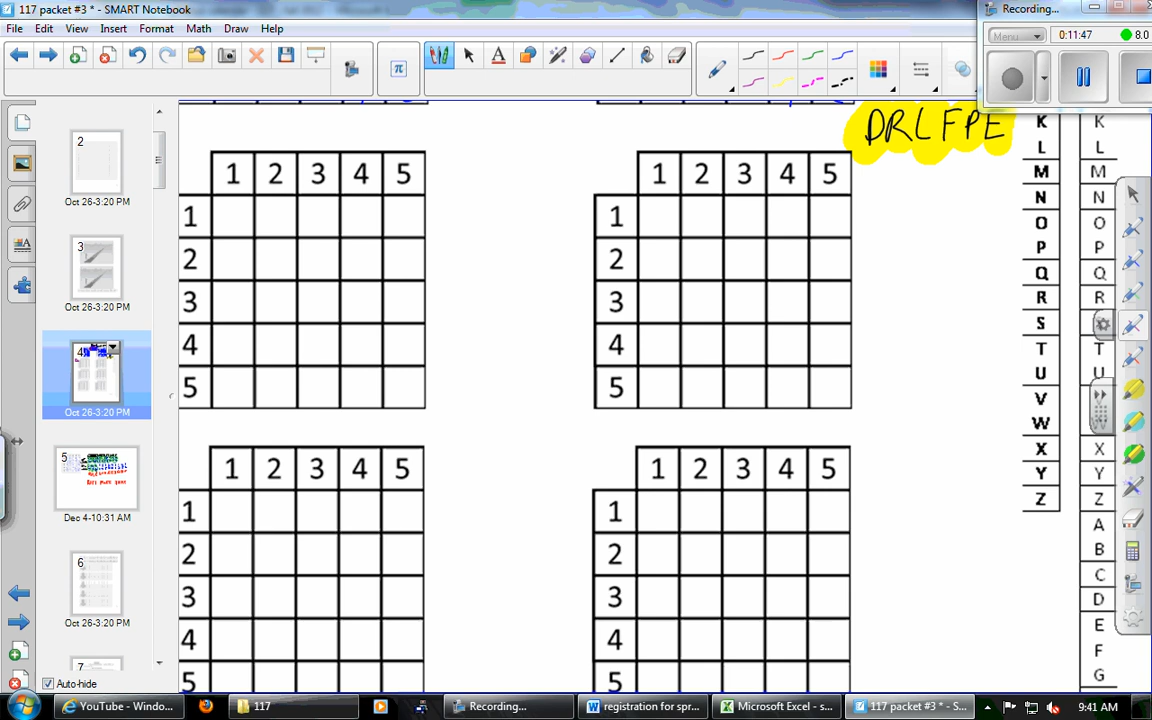 117 packet #3 * - SMART Notebook
Recording...
File Edit View Insert Format Math Draw Help
Menu 0:11:47 8.0
DRLFPE
2
Oct 26-3:20 PM
3
Oct 26-3:20 PM
4
Oct 26-3:20 PM
5
Dec 4-10:31 AM
6
Oct 26-3:20 PM
7
Auto-hide
1 2 3 4 5
1
2
3
4
5
1 2 3 4 5
1
2
3
4
5
1 2 3 4 5
1
2
3
4
5
1 2 3 4 5
1
2
3
4
5
K K
L L
M M
N N
O O
P P
Q Q
R R
S
T T
U U
V
W
X X
Y Y
Z Z
A
B
C
D
E
F
G
YouTube - Windo...
117
Recording...
registration for spr...
Microsoft Excel - s...
117 packet #3 * - S...
9:41 AM